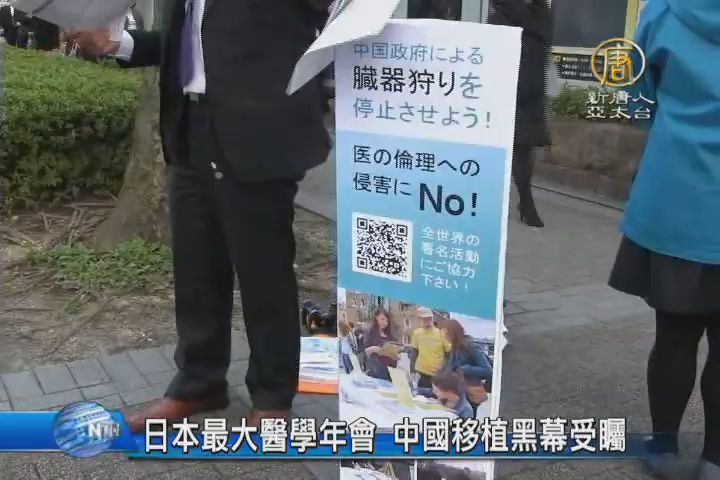 中国政府による
臓器狩りを
停止させよう！
医の倫理への
侵害に No!
全世界の
署名活動
にご協力
下さい！
唐
新唐人
亞太台
NTD
日本最大醫學年會 中國移植黑幕受矚